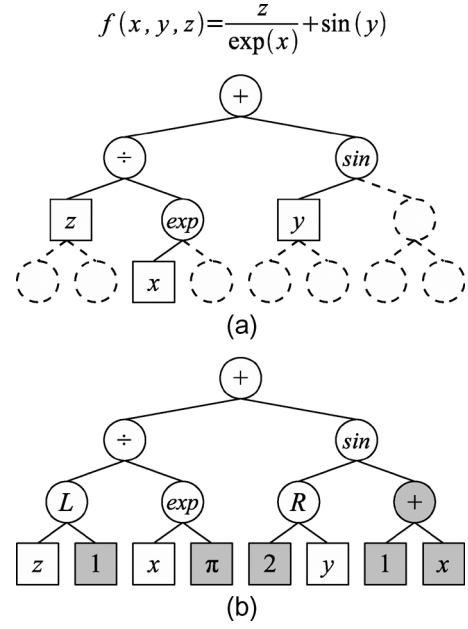 f(x, y, z) = z / exp(x) + sin(y)
+
÷ sin
z exp y
x
(a)
+
÷ sin
L exp R +
z 1 x π 2 y 1 x
(b)